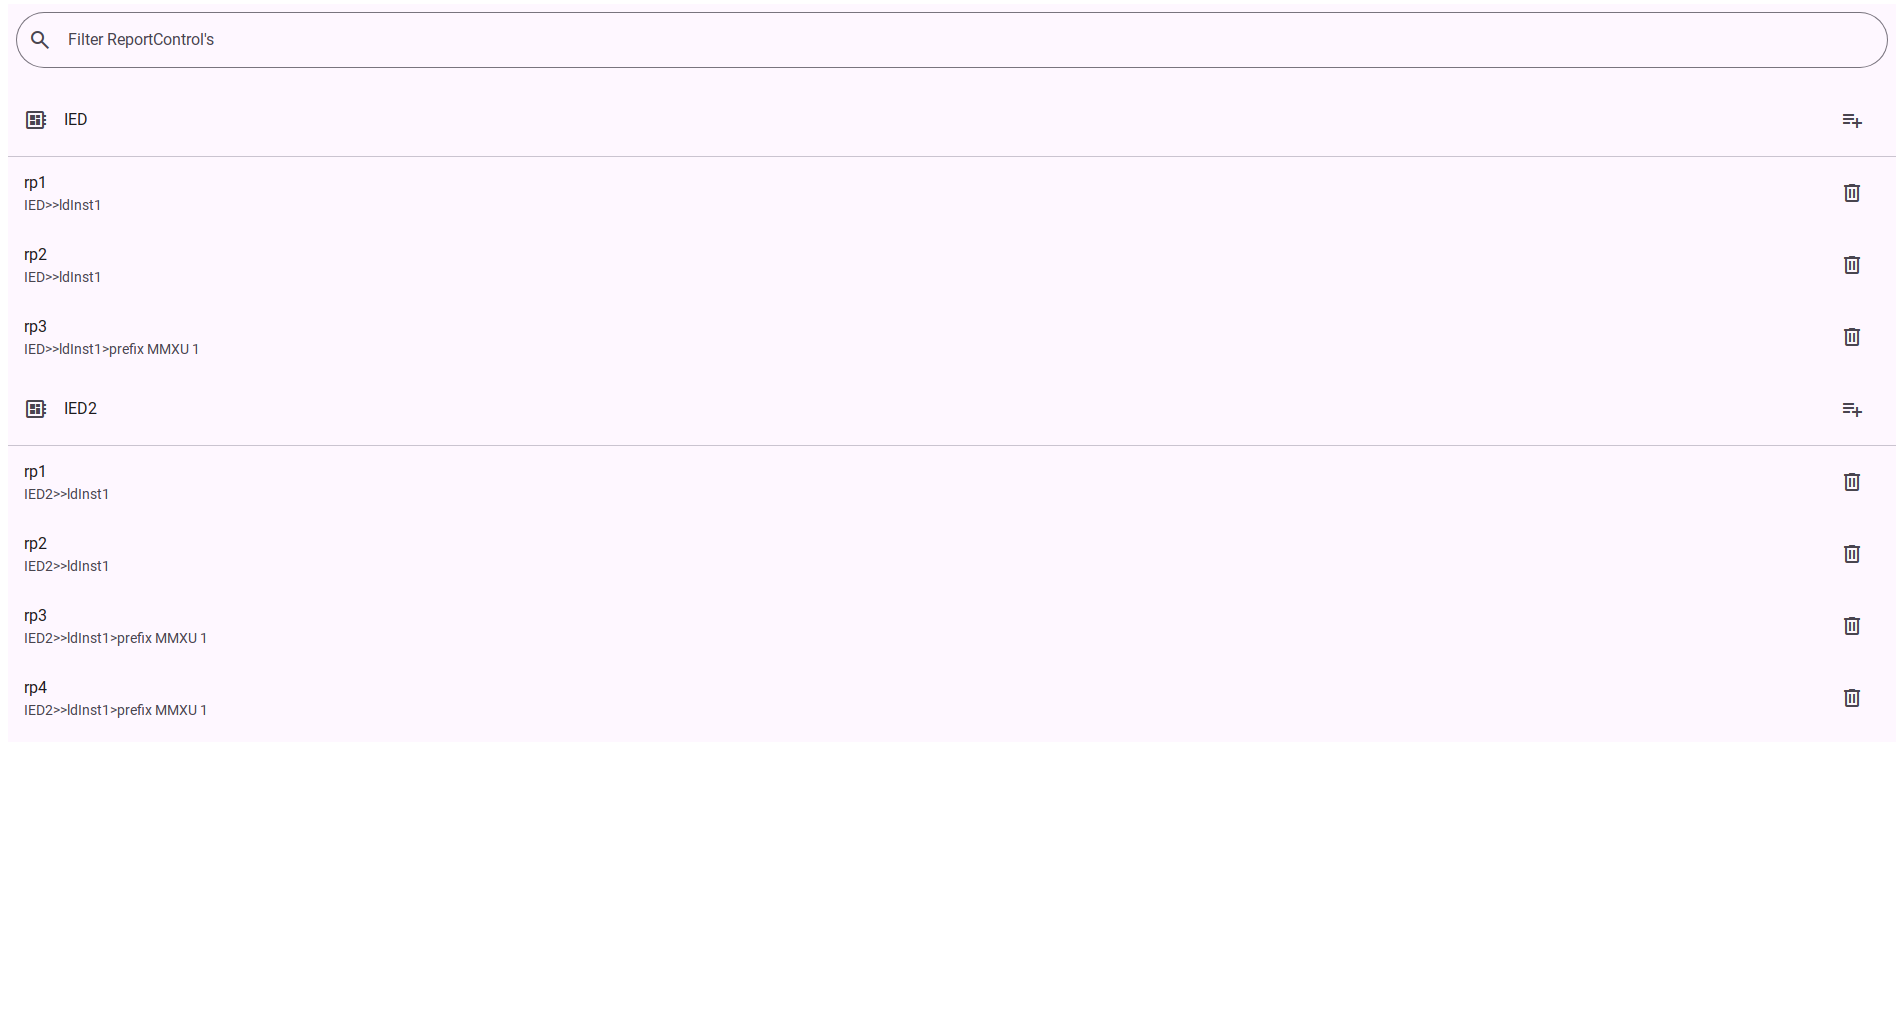 Filter ReportControl's
IED
rp1
IED>>ldInst1
rp2
IED>>ldInst1
rp3
IED>>ldInst1>prefix MMXU 1
IED2
rp1
IED2>>ldInst1
rp2
IED2>>ldInst1
rp3
IED2>>ldInst1>prefix MMXU 1
rp4
IED2>>ldInst1>prefix MMXU 1